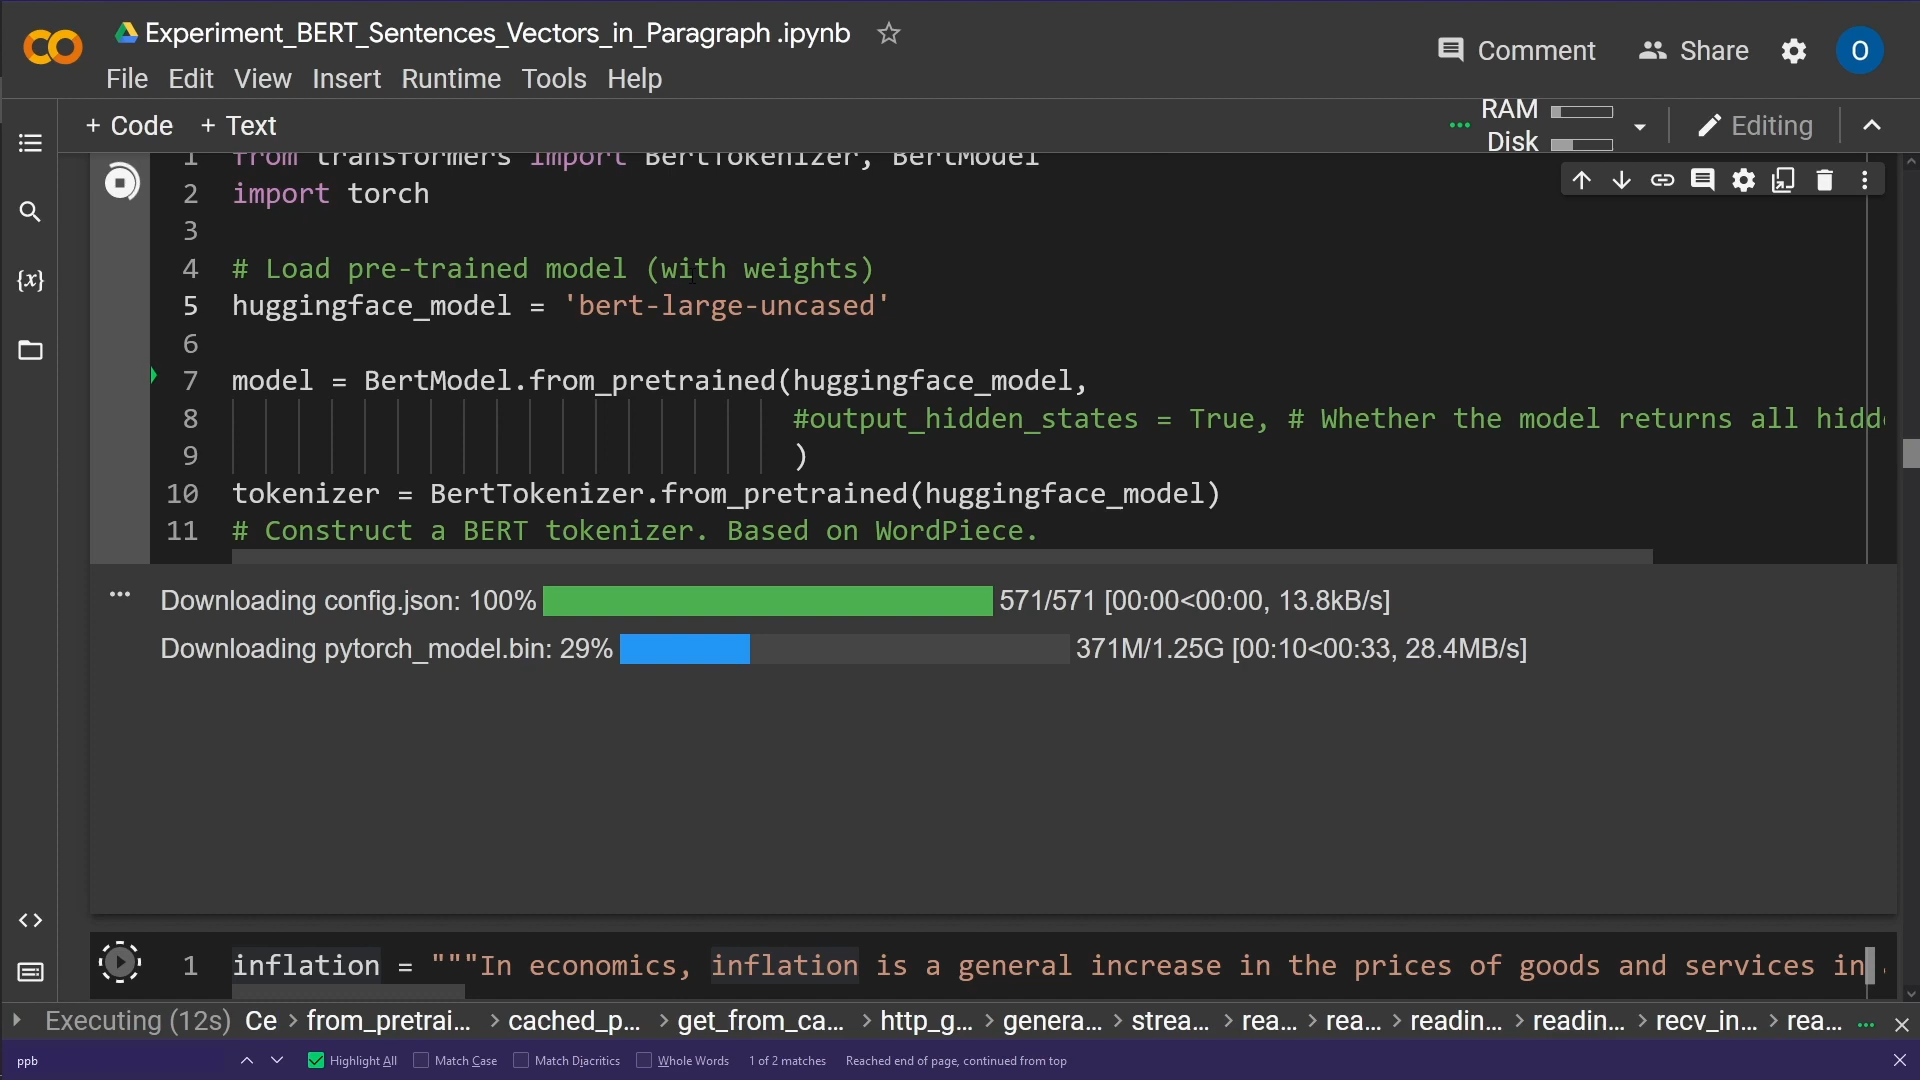 Experiment_BERT_Sentences_Vectors_in_Paragraph .ipynb
File Edit View Insert Runtime Tools Help
Comment Share O
+ Code + Text
RAM
Disk
Editing
1 from transformers import BertTokenizer, BertModel
2 import torch
3
4 # Load pre-trained model (with weights)
5 huggingface_model = 'bert-large-uncased'
6
7 model = BertModel.from_pretrained(huggingface_model,
8 #output_hidden_states = True, # Whether the model returns all hidd
9 )
10 tokenizer = BertTokenizer.from_pretrained(huggingface_model)
11 # Construct a BERT tokenizer. Based on WordPiece.
Downloading config.json: 100% 571/571 [00:00<00:00, 13.8kB/s]
Downloading pytorch_model.bin: 29% 371M/1.25G [00:10<00:33, 28.4MB/s]
1 inflation = """In economics, inflation is a general increase in the prices of goods and services in
Executing (12s) Ce > from_pretrai... > cached_p... > get_from_ca... > http_g... > genera... > strea... > rea... > rea... > readin... > readin... > recv_in... > rea...
ppb Highlight All Match Case Match Diacritics Whole Words 1 of 2 matches Reached end of page, continued from top